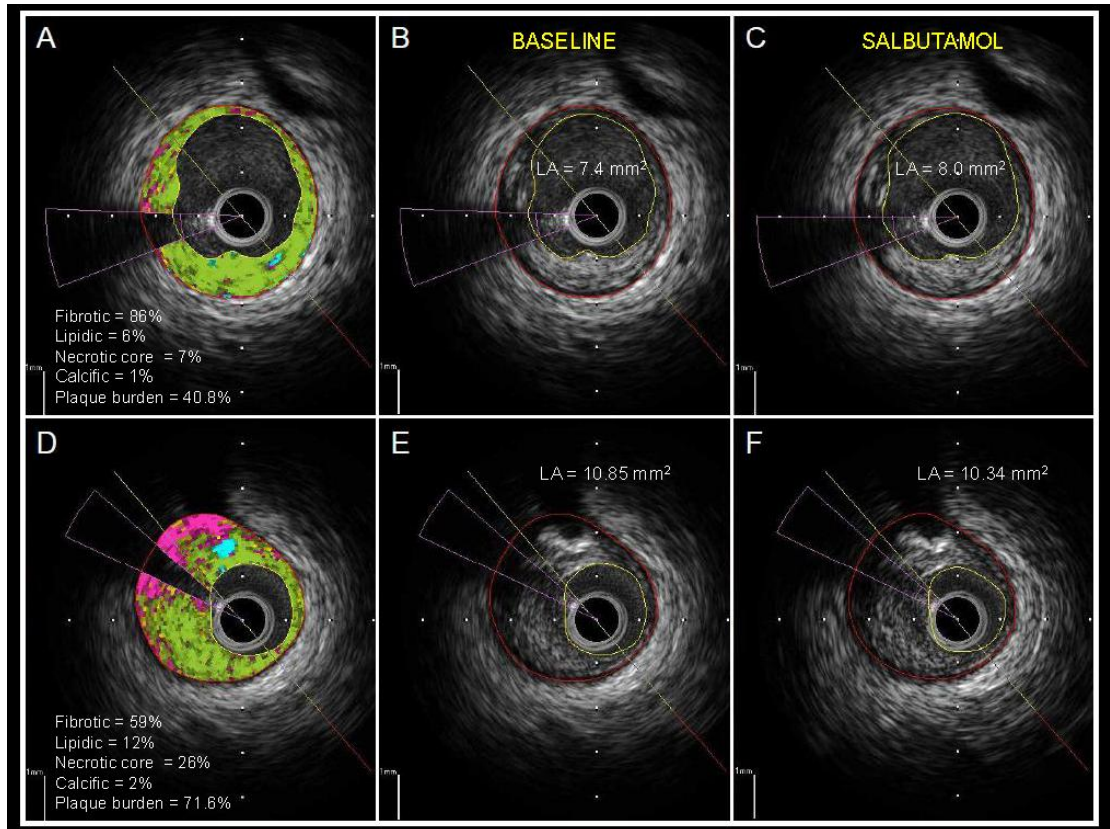 A
B
BASELINE
C
SALBUTAMOL
LA = 7.4 mm²
LA = 8.0 mm²
Fibrotic = 86%
Lipidic = 6%
Necrotic core = 7%
Calcific = 1%
Plaque burden = 40.8%
1mm
1mm
1mm
D
E
F
LA = 10.85 mm²
LA = 10.34 mm²
Fibrotic = 59%
Lipidic = 12%
Necrotic core = 26%
Calcific = 2%
Plaque burden = 71.6%
1mm
1mm
1mm